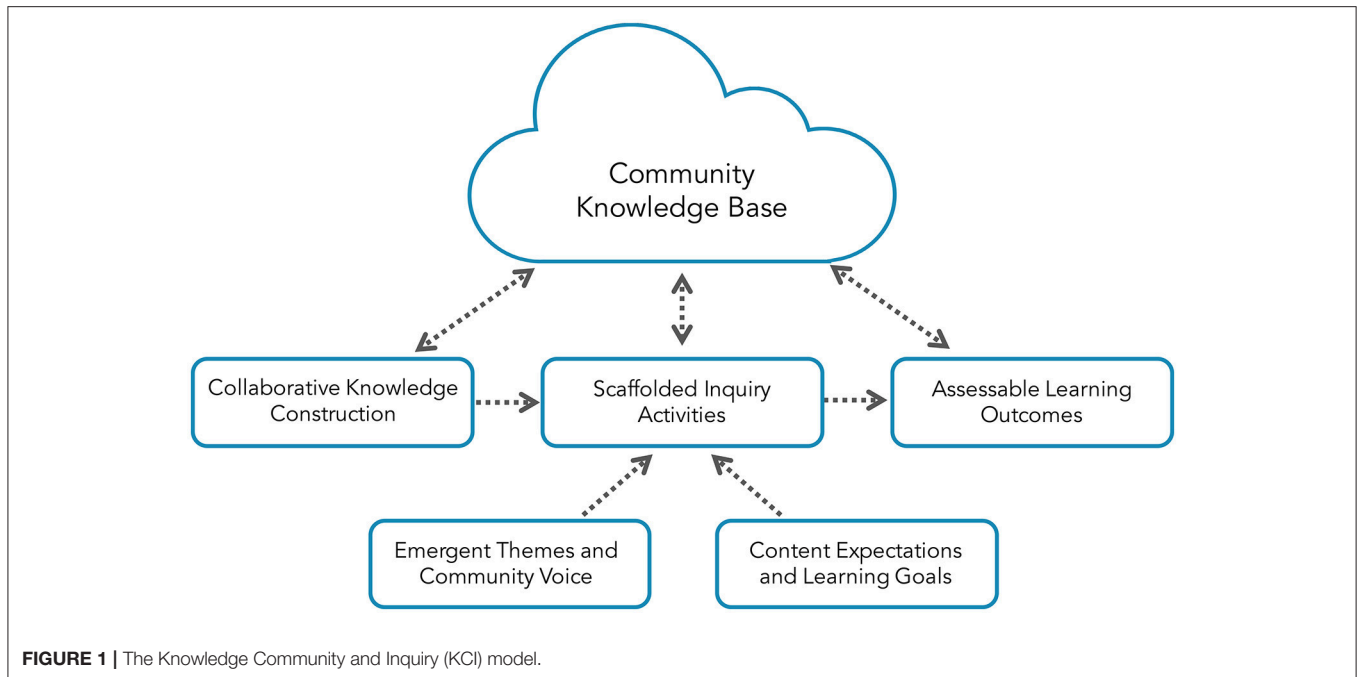 Community
Knowledge Base
Collaborative Knowledge
Construction
Scaffolded Inquiry
Activities
Assessable Learning
Outcomes
Emergent Themes and
Community Voice
Content Expectations
and Learning Goals
FIGURE 1 | The Knowledge Community and Inquiry (KCI) model.